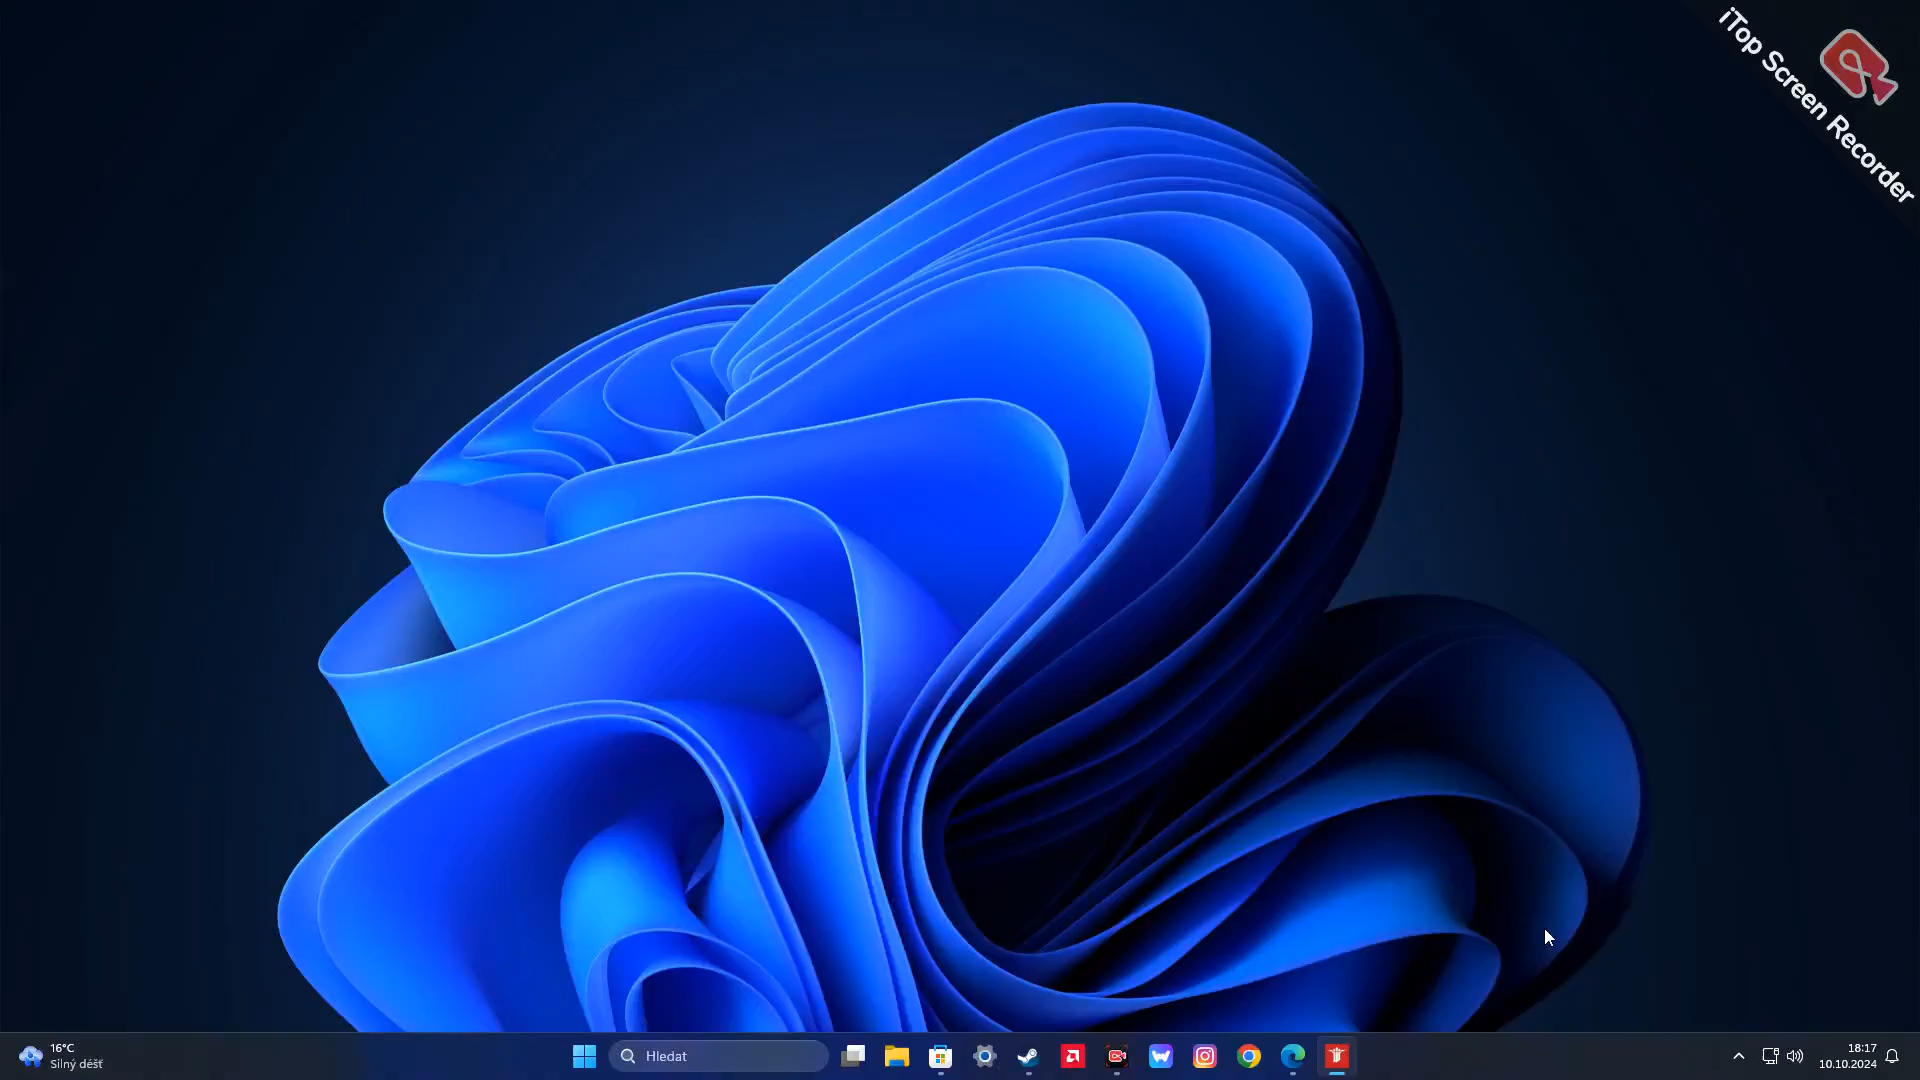 iTop Screen Recorder
16°C
Silný déšť
Hledat
18:17
10.10.2024